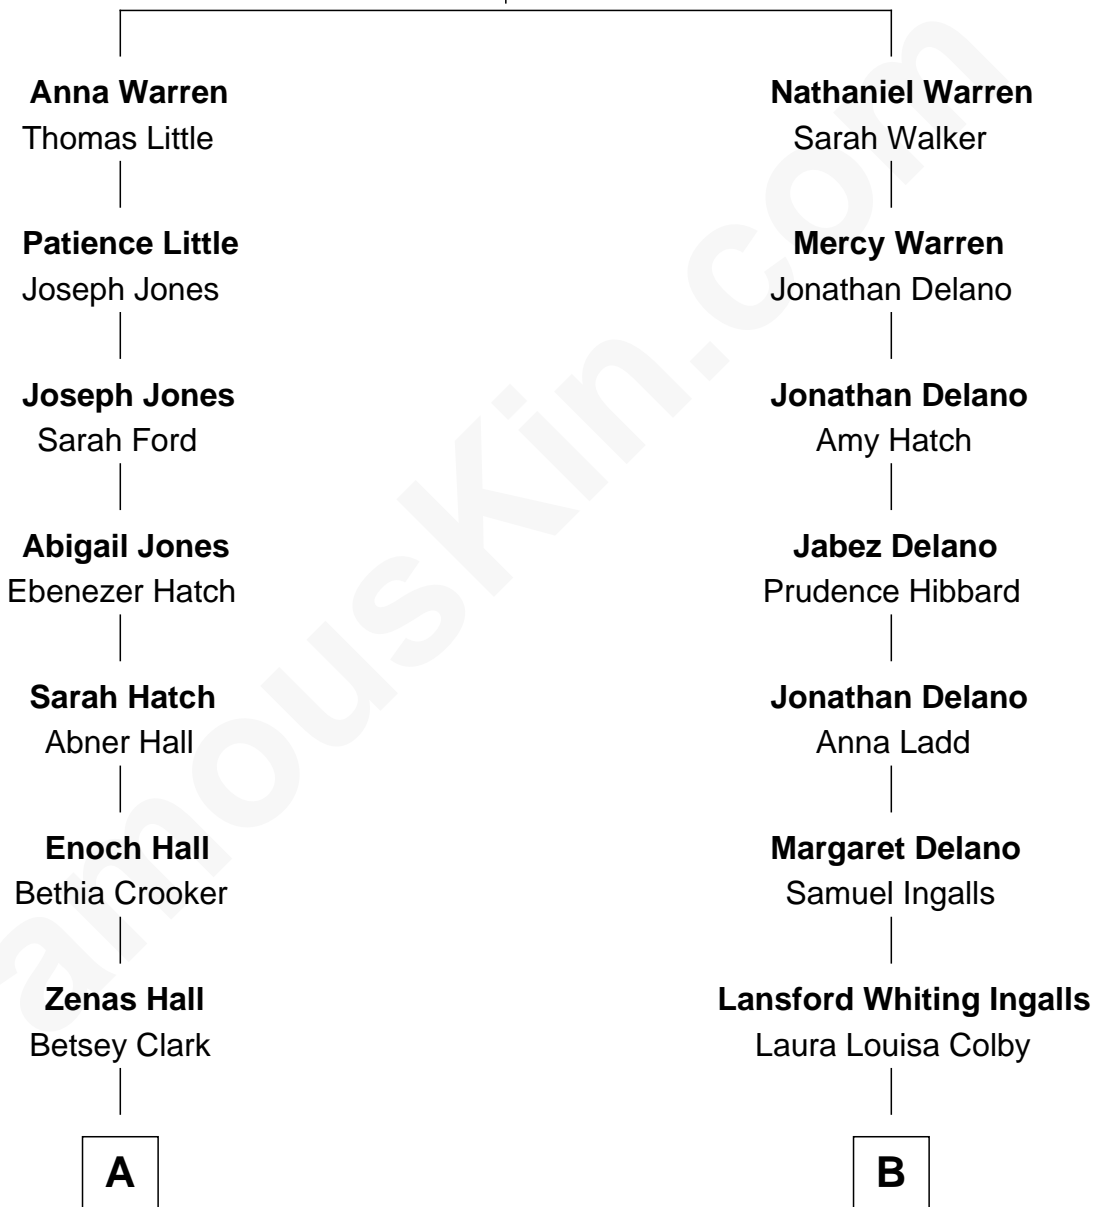 Anna Warren
Thomas Little
Patience Little
Joseph Jones
Joseph Jones
Sarah Ford
Abigail Jones
Ebenezer Hatch
Sarah Hatch
Abner Hall
Enoch Hall
Bethia Crooker
Zenas Hall
Betsey Clark
A
Nathaniel Warren
Sarah Walker
Mercy Warren
Jonathan Delano
Jonathan Delano
Amy Hatch
Jabez Delano
Prudence Hibbard
Jonathan Delano
Anna Ladd
Margaret Delano
Samuel Ingalls
Lansford Whiting Ingalls
Laura Louisa Colby
B
amousKin.com